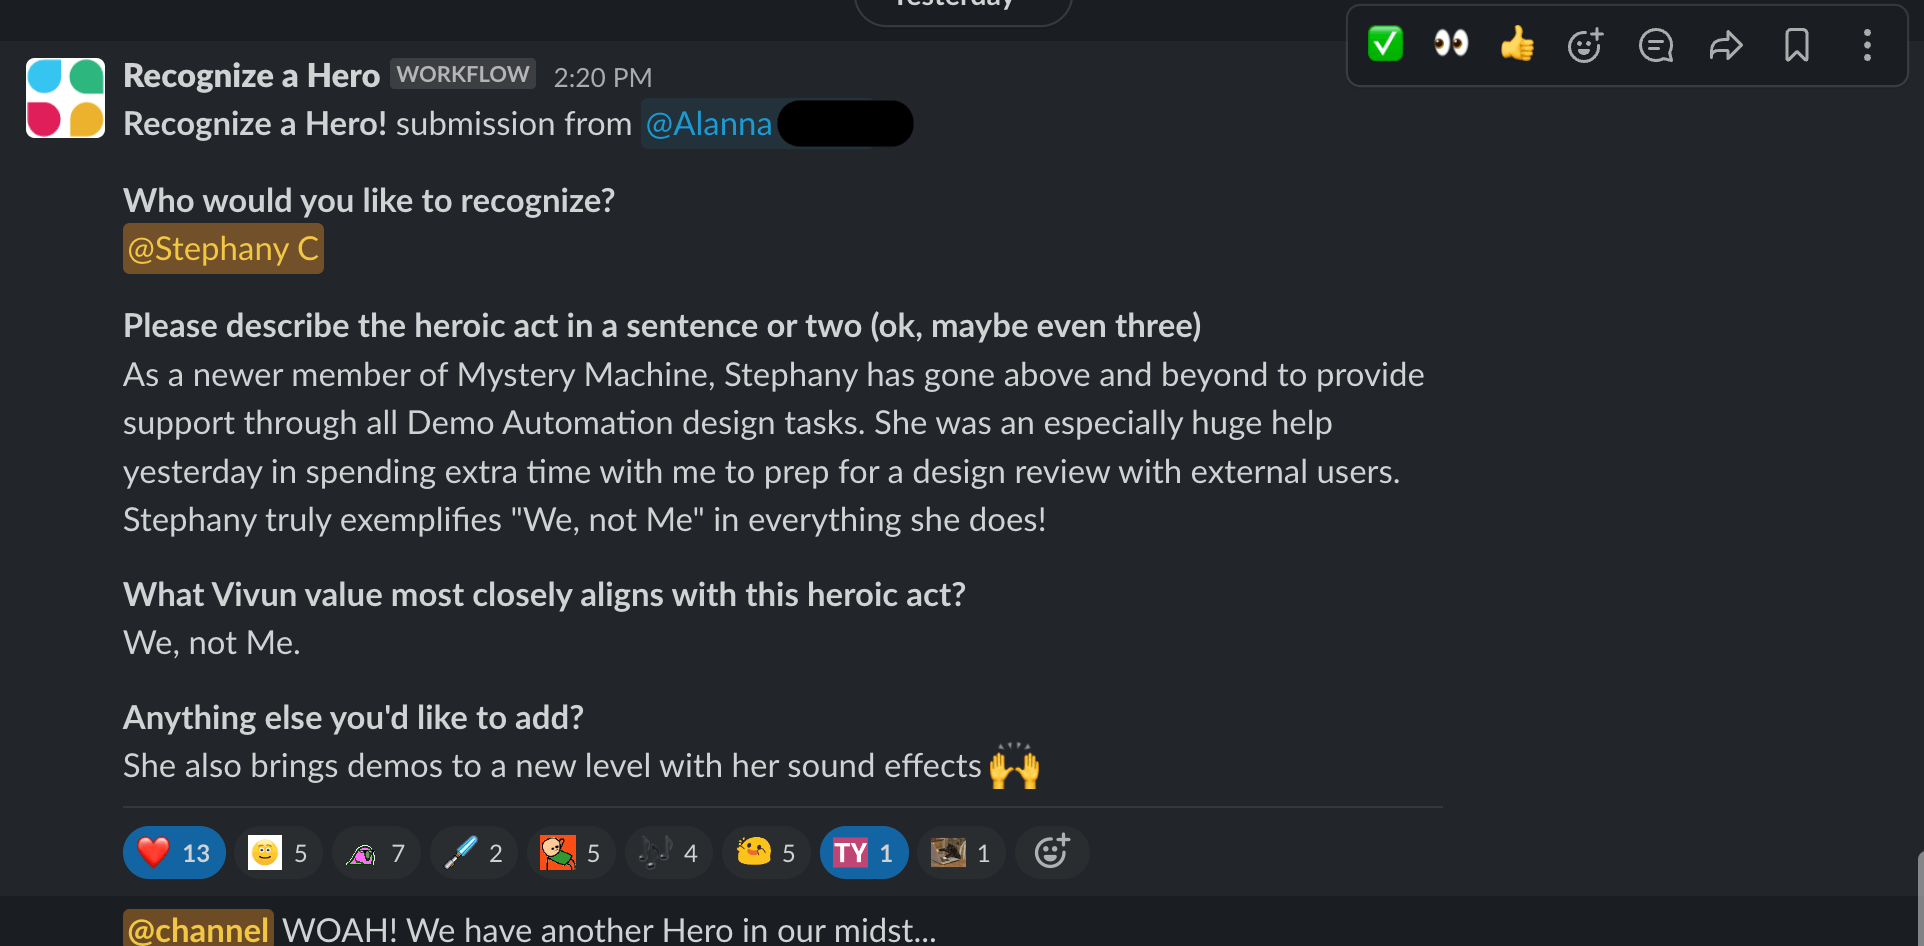 Yesterday
Recognize a Hero WORKFLOW 2:20 PM
Recognize a Hero! submission from @Alanna
Who would you like to recognize?
@Stephany C
Please describe the heroic act in a sentence or two (ok, maybe even three)
As a newer member of Mystery Machine, Stephany has gone above and beyond to provide
support through all Demo Automation design tasks. She was an especially huge help
yesterday in spending extra time with me to prep for a design review with external users.
Stephany truly exemplifies "We, not Me" in everything she does!
What Vivun value most closely aligns with this heroic act?
We, not Me.
Anything else you'd like to add?
She also brings demos to a new level with her sound effects 🙌
13 5 7 2 5 4 5 TY 1 1
@channel WOAH! We have another Hero in our midst...